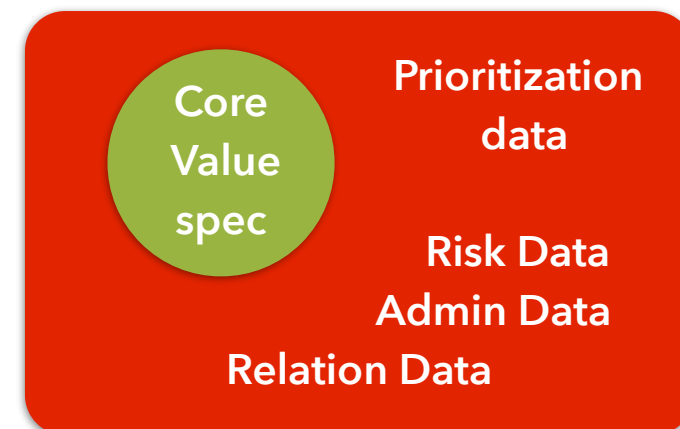 Core
Value
spec
Prioritization
data
Risk Data
Admin Data
Relation Data